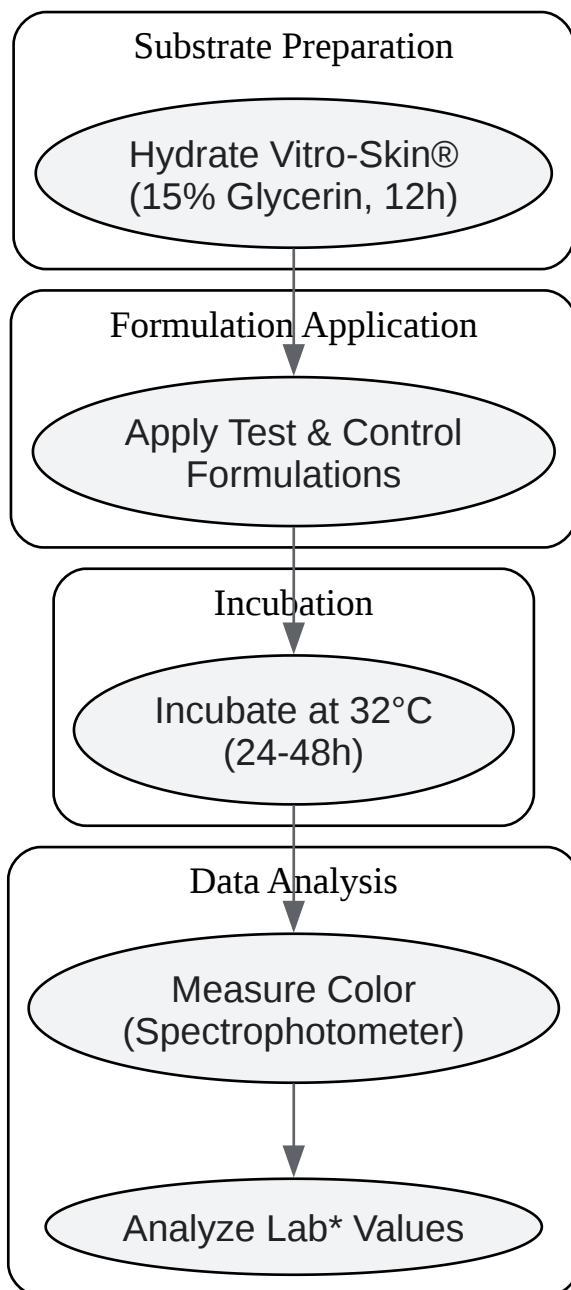 Substrate Preparation
Hydrate Vitro-Skin®
(15% Glycerin, 12h)
Formulation Application
Apply Test & Control
Formulations
Incubation
Incubate at 32°C
(24-48h)
Data Analysis
Measure Color
(Spectrophotometer)
Analyze Lab* Values